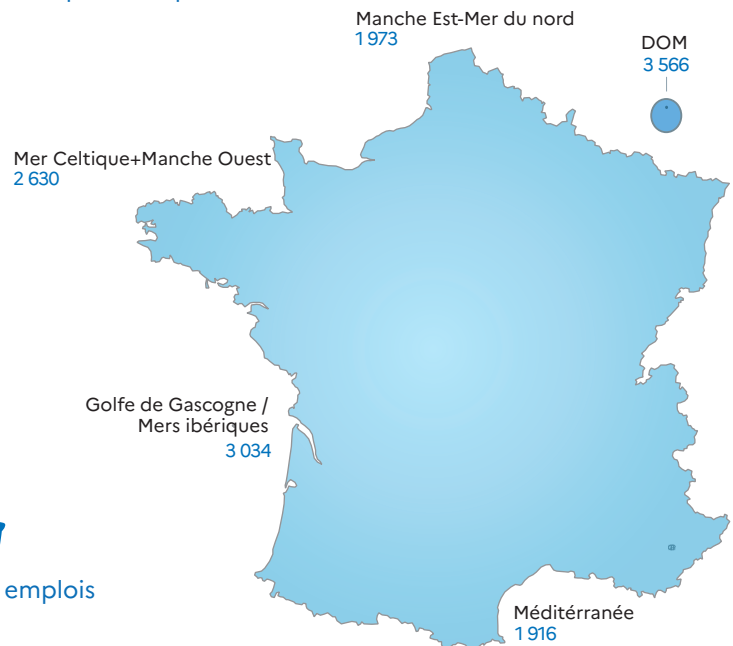 Manche Est-Mer du nord
1 973
DOM
3 566
Mer Celtique+Manche Ouest
2 630
Golfe de Gascogne /
Mers ibériques
3 034
emplois
Méditérranée
1 916